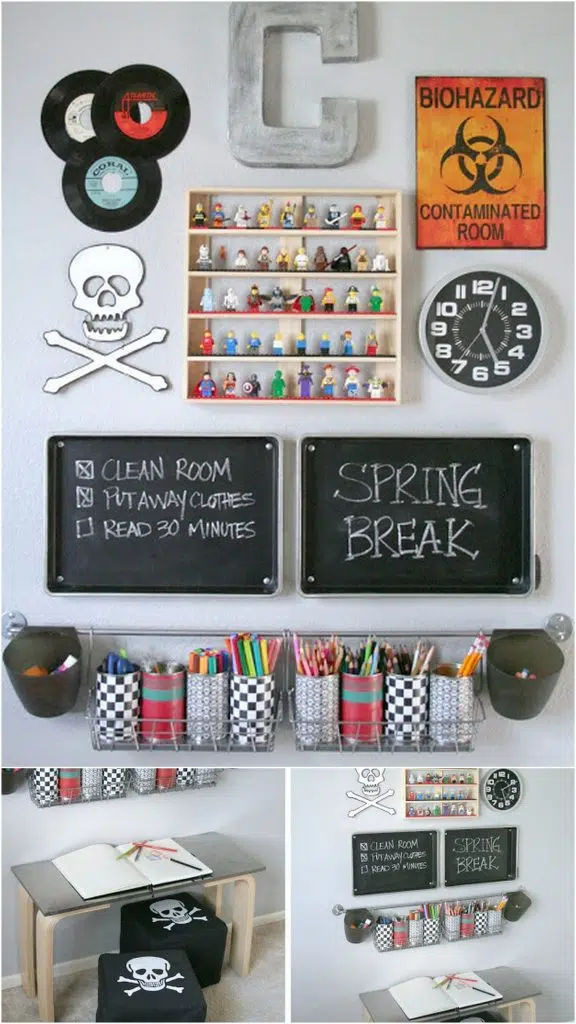 C
ATLANTIC
CORAL
BIOHAZARD
CONTAMINATED
ROOM
11 12 1
10 2
9 3
8 4
7 6 5
CLEAN ROOM
PUT AWAY CLOTHES
READ 30 MINUTES
SPRING
BREAK
CLEAN ROOM
PUT AWAY CLOTHES
READ 30 MINUTES
SPRING
BREAK